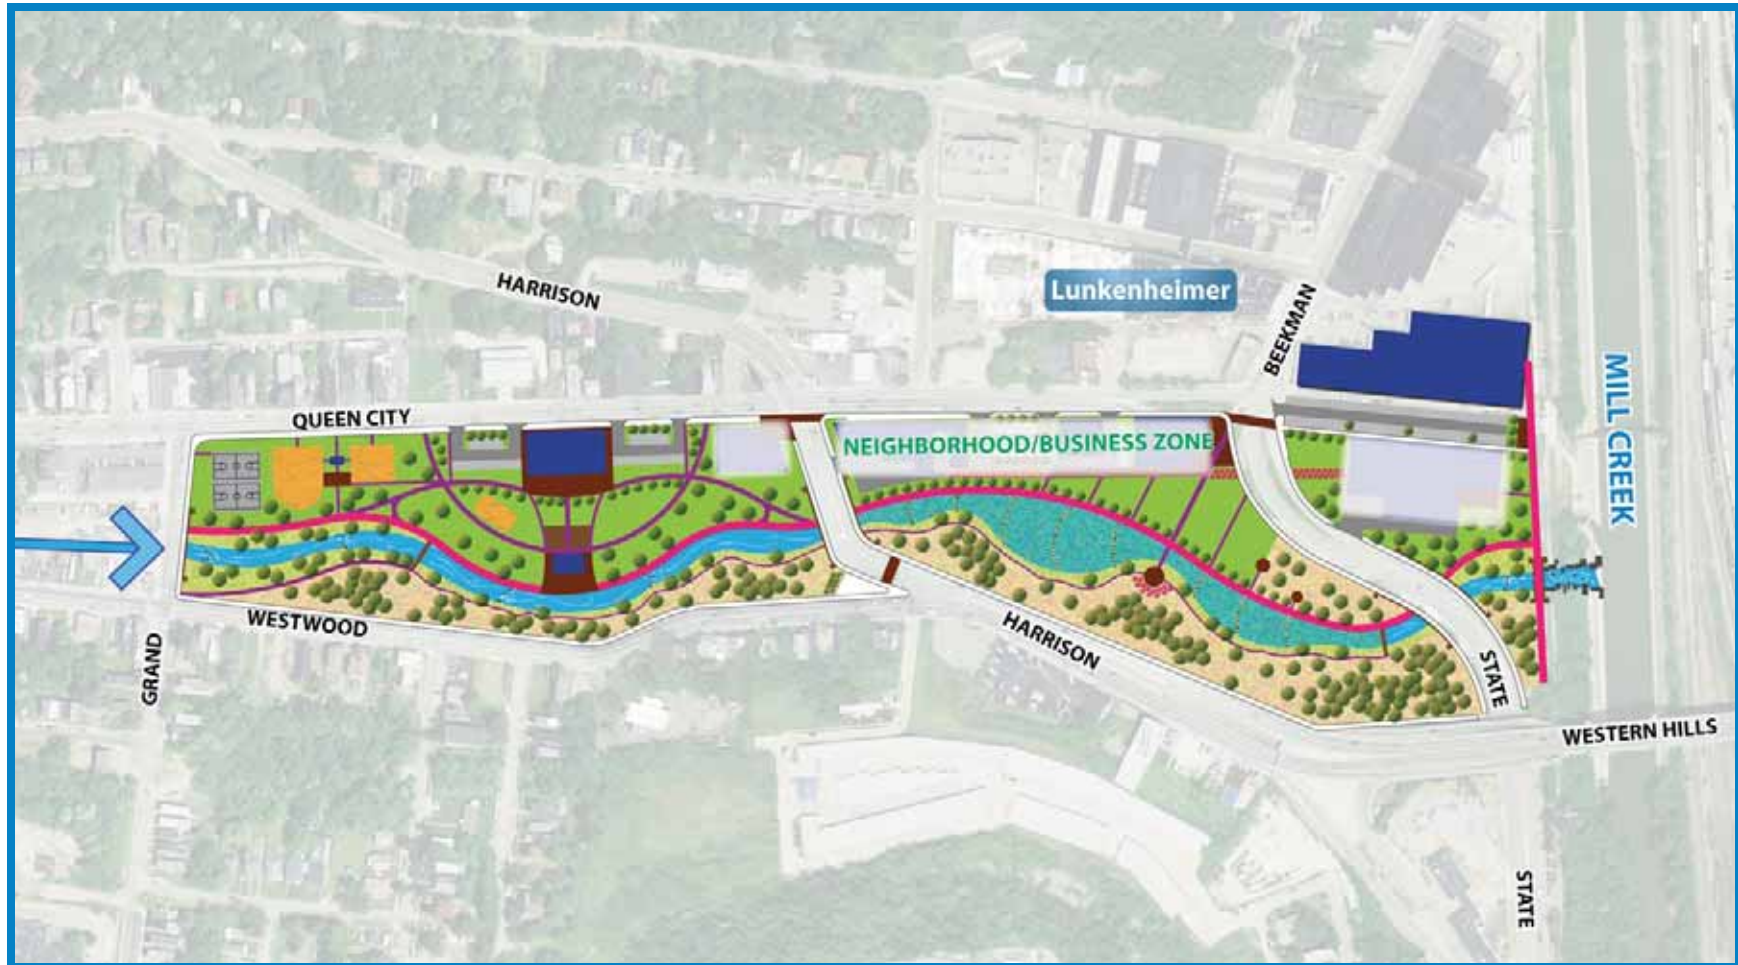 HARRISON
Lunkenheimer
BEEKMAN
MILL CREEK
QUEEN CITY
NEIGHBORHOOD/BUSINESS ZONE
WESTWOOD
HARRISON
GRAND
STATE
WESTERN HILLS
STATE